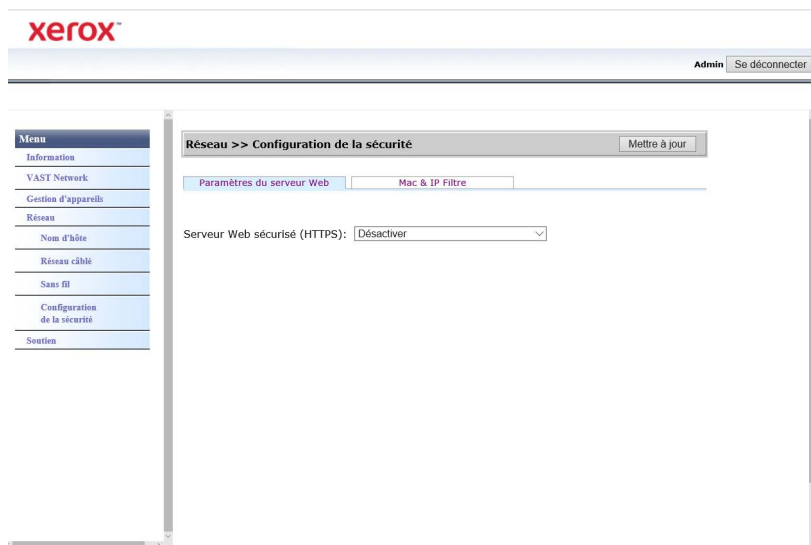 xerox™
Admin Se déconnecter
Menu
Information
VAST Network
Gestion d'appareils
Réseau
Nom d'hôte
Réseau câblé
Sans fil
Configuration
de la sécurité
Soutien
Réseau >> Configuration de la sécurité Mettre à jour
Paramètres du serveur Web Mac & IP Filtre
Serveur Web sécurisé (HTTPS): Désactiver